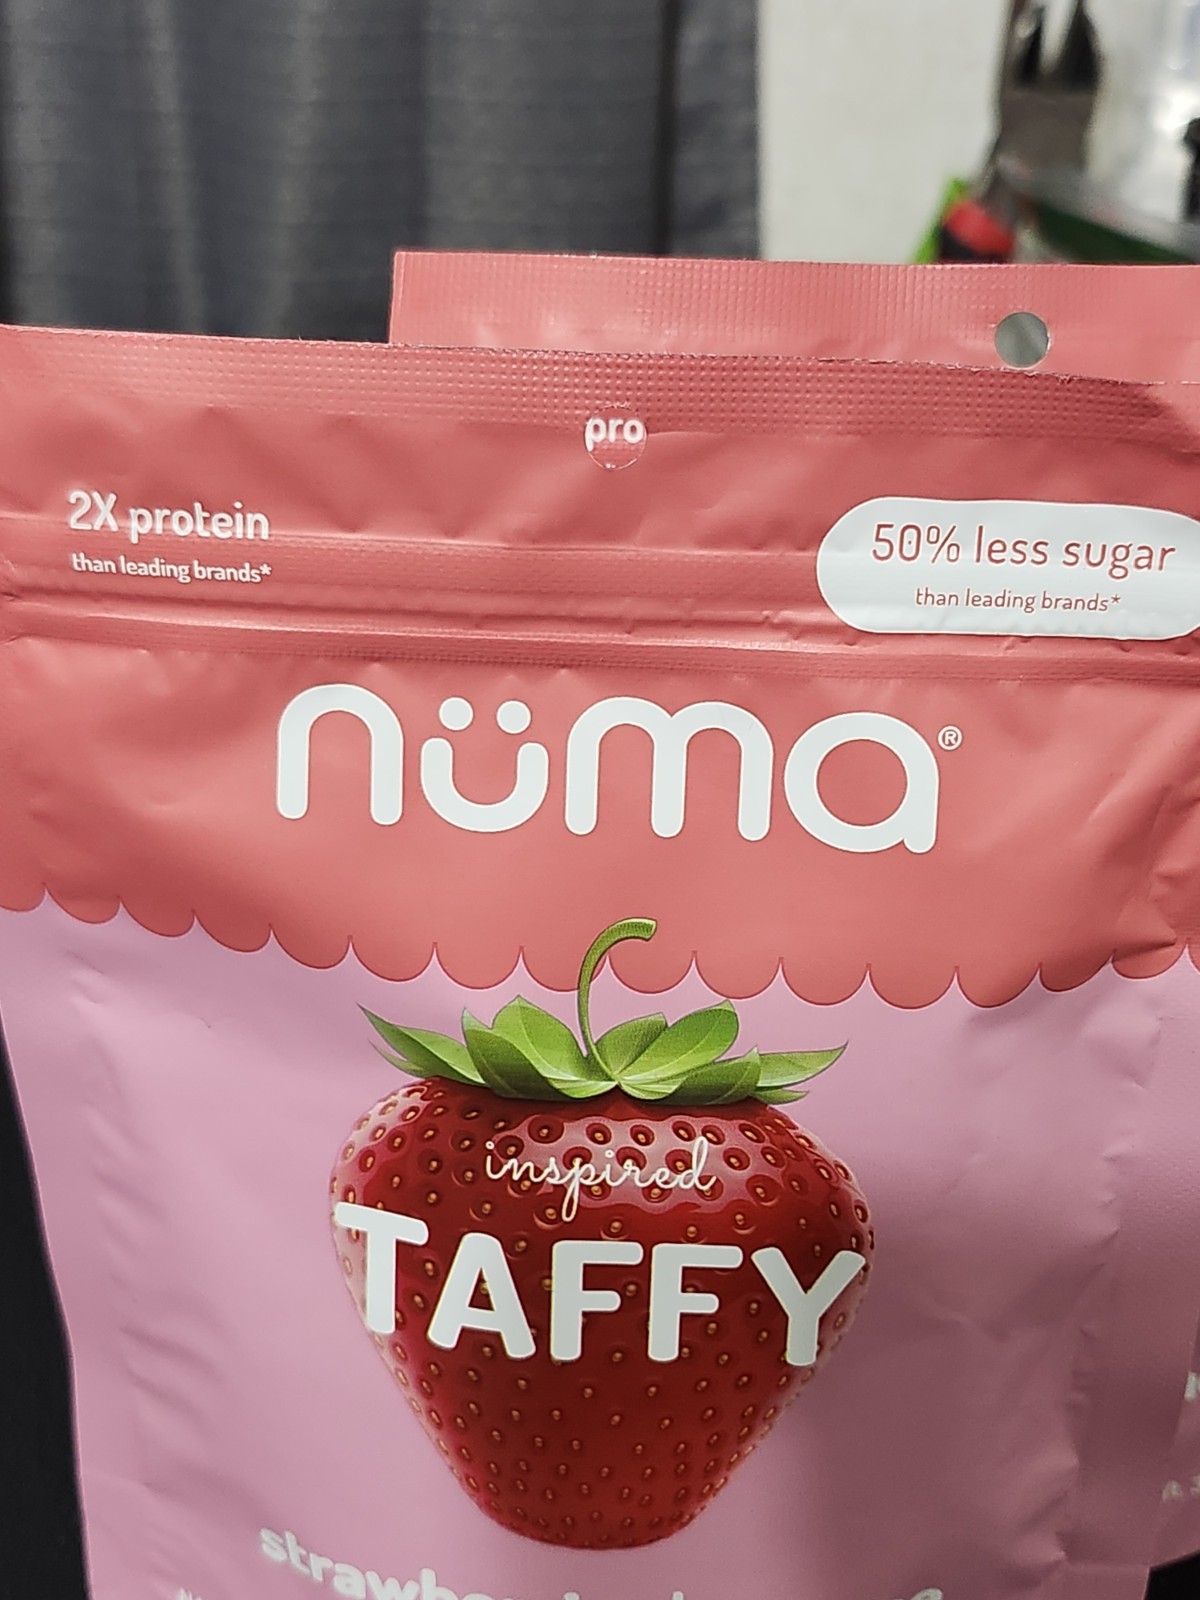 pro
2X protein
than leading brands*
50% less sugar
than leading brands*
nüma®
inspired
TAFFY